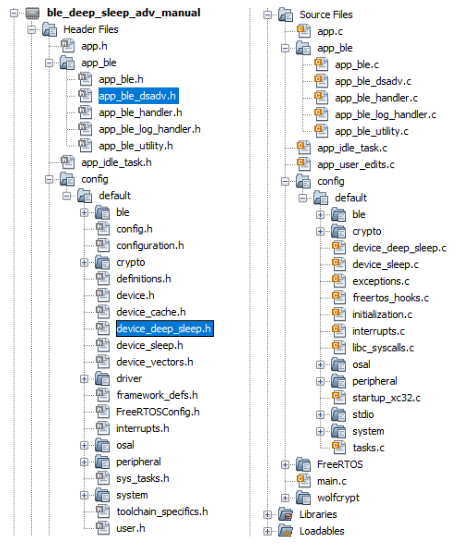 ble_deep_sleep_adv_manual
Header Files
app.h
app_ble
app_ble.h
app_ble_dsadv.h
app_ble_handler.h
app_ble_log_handler.h
app_ble_utility.h
app_idle_task.h
config
default
ble
config.h
configuration.h
crypto
definitions.h
device.h
device_cache.h
device_deep_sleep.h
device_sleep.h
device_vectors.h
driver
framework_defs.h
FreeRTOSConfig.h
interrupts.h
osal
peripheral
sys_tasks.h
system
toolchain_specifics.h
user.h
Source Files
app.c
app_ble
app_ble.c
app_ble_dsadv.c
app_ble_handler.c
app_ble_log_handler.c
app_ble_utility.c
app_idle_task.c
app_user_edits.c
config
default
ble
crypto
device_deep_sleep.c
device_sleep.c
exceptions.c
freertos_hooks.c
initialization.c
interrupts.c
libc_syscalls.c
osal
peripheral
startup_xc32.c
stdio
system
tasks.c
FreeRTOS
main.c
wolfcrypt
Libraries
Loadables